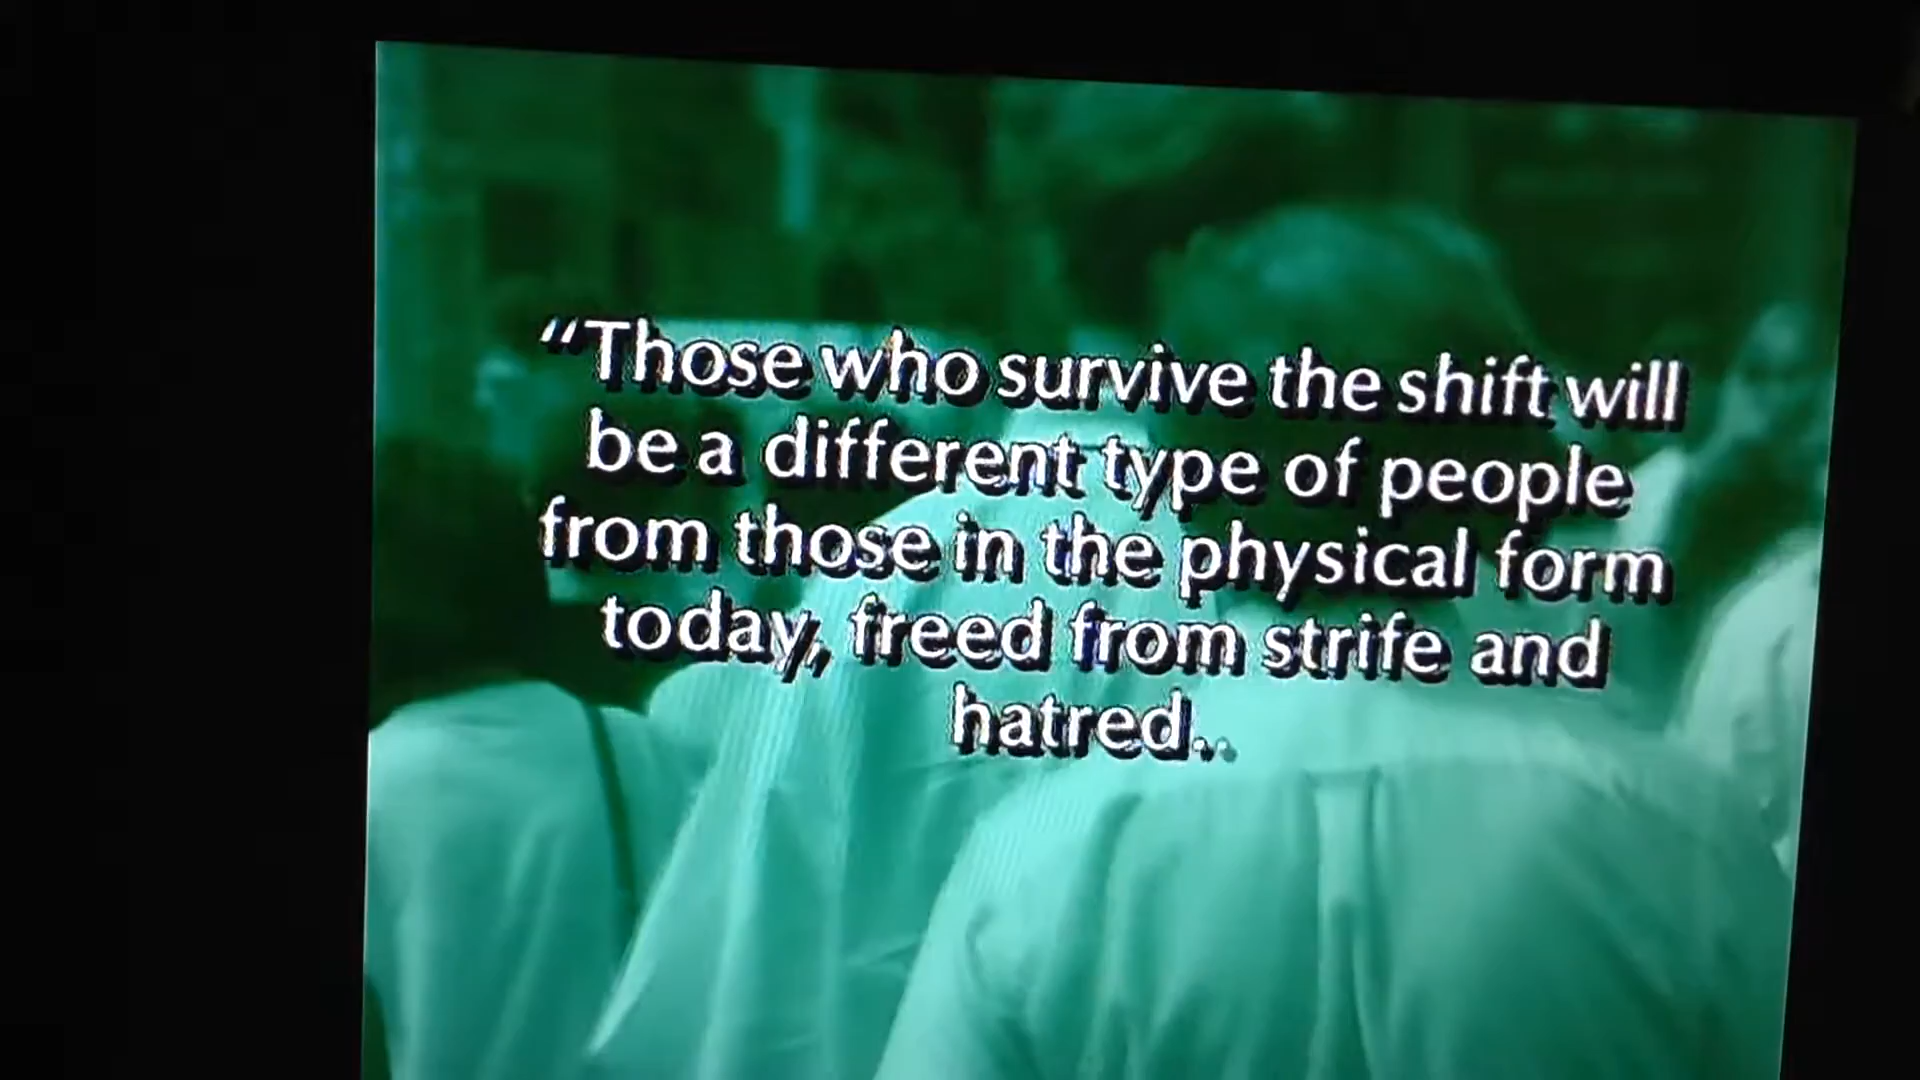 “Those who survive the shift will
be a different type of people
from those in the physical form
today, freed from strife and
hatred..